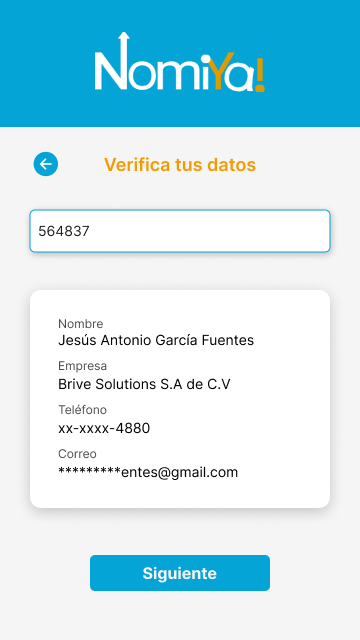 NomiYa!
Verifica tus datos
564837
Nombre
Jesús Antonio García Fuentes
Empresa
Brive Solutions S.A de C.V
Teléfono
xx-xxxx-4880
Correo
*********entes@gmail.com
Siguiente